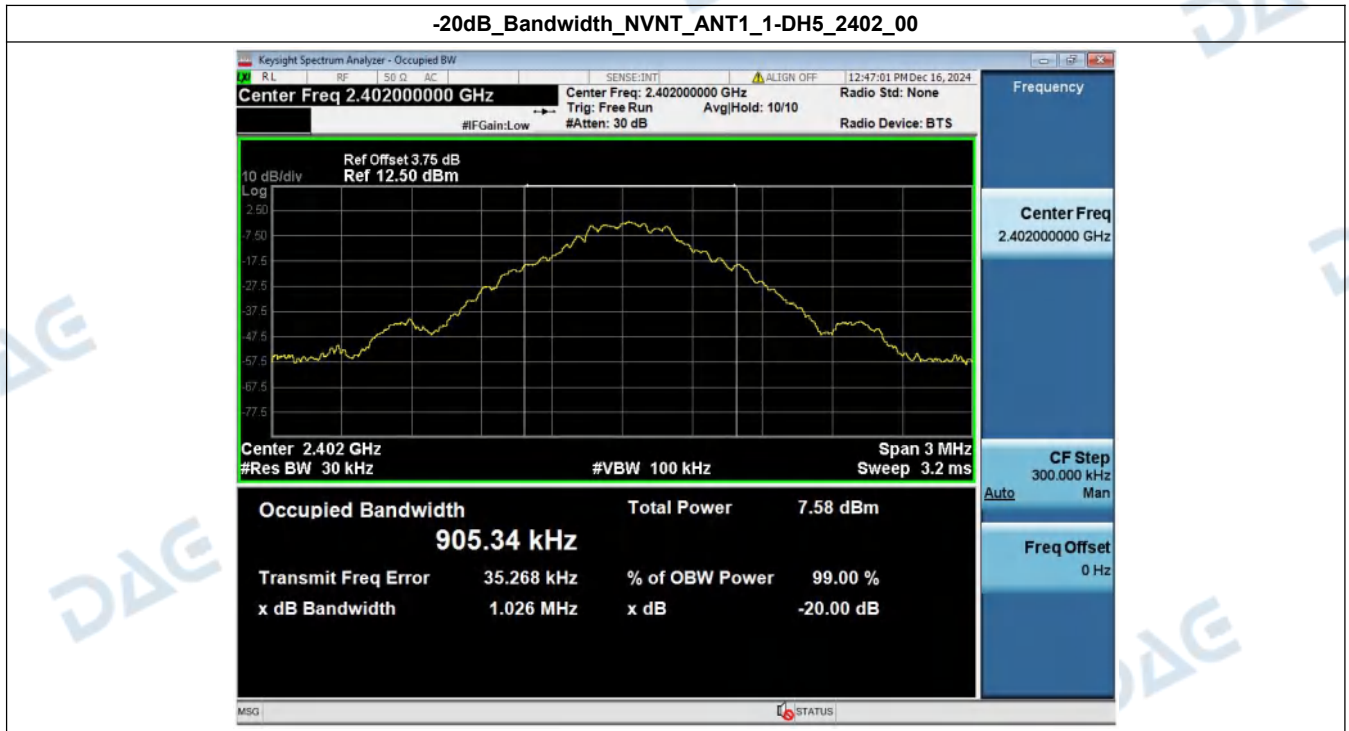 -20dB_Bandwidth_NVNT_ANT1_1-DH5_2402_00
Keysight Spectrum Analyzer - Occupied BW
LXI RL RF 50 Ω AC SENSE:INT ALIGN OFF 12:47:01 PM Dec 16, 2024
Center Freq 2.402000000 GHz
Center Freq: 2.402000000 GHz
Radio Std: None
Trig: Free Run Avg|Hold: 10/10
#IFGain:Low
#Atten: 30 dB
Radio Device: BTS
Ref Offset 3.75 dB
10 dB/div Ref 12.50 dBm
Log
2.50
-7.50
-17.5
-27.5
-37.5
-47.5
-57.5
-67.5
-77.5
Center 2.402 GHz
Span 3 MHz
#Res BW 30 kHz
#VBW 100 kHz
Sweep 3.2 ms
Occupied Bandwidth
905.34 kHz
Total Power 7.58 dBm
Transmit Freq Error 35.268 kHz
% of OBW Power 99.00 %
x dB Bandwidth 1.026 MHz
x dB -20.00 dB
MSG
STATUS
Frequency
Center Freq
2.402000000 GHz
CF Step
300.000 kHz
Auto Man
Freq Offset
0 Hz
DAE
DAE
DAE